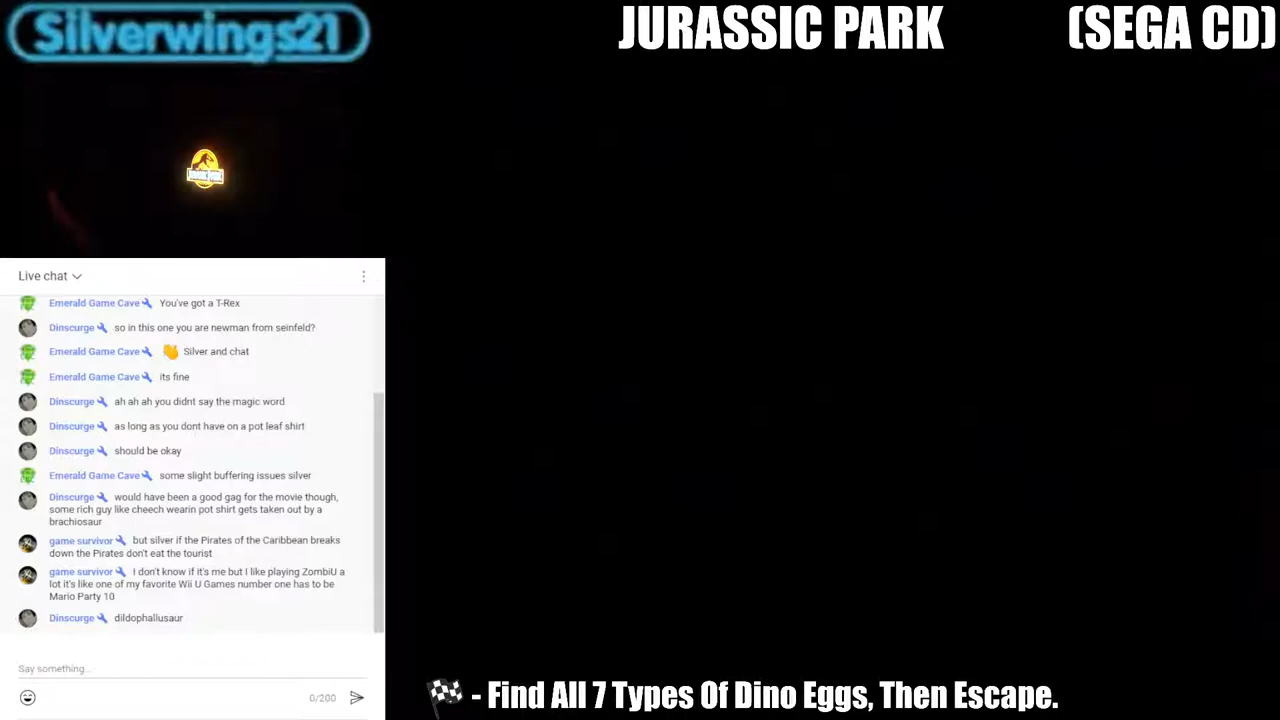 Silverwings21
JURASSIC PARK (SEGA CD)
JURASSIC PARK
Live chat
Emerald Game Cave You've got a T-Rex
Dinscurge so in this one you are newman from seinfeld?
Emerald Game Cave 👏 Silver and chat
Emerald Game Cave its fine
Dinscurge ah ah ah you didnt say the magic word
Dinscurge as long as you dont have on a pot leaf shirt
Dinscurge should be okay
Emerald Game Cave some slight buffering issues silver
Dinscurge would have been a good gag for the movie though,
some rich guy like cheech wearin pot shirt gets taken out by a
brachiosaur
game survivor but silver if the Pirates of the Caribbean breaks
down the Pirates don't eat the tourist
game survivor I don't know if it's me but I like playing ZombiU a
lot it's like one of my favorite Wii U Games number one has to be
Mario Party 10
Dinscurge dildophallusaur
Say something...
0/200
- Find All 7 Types Of Dino Eggs, Then Escape.